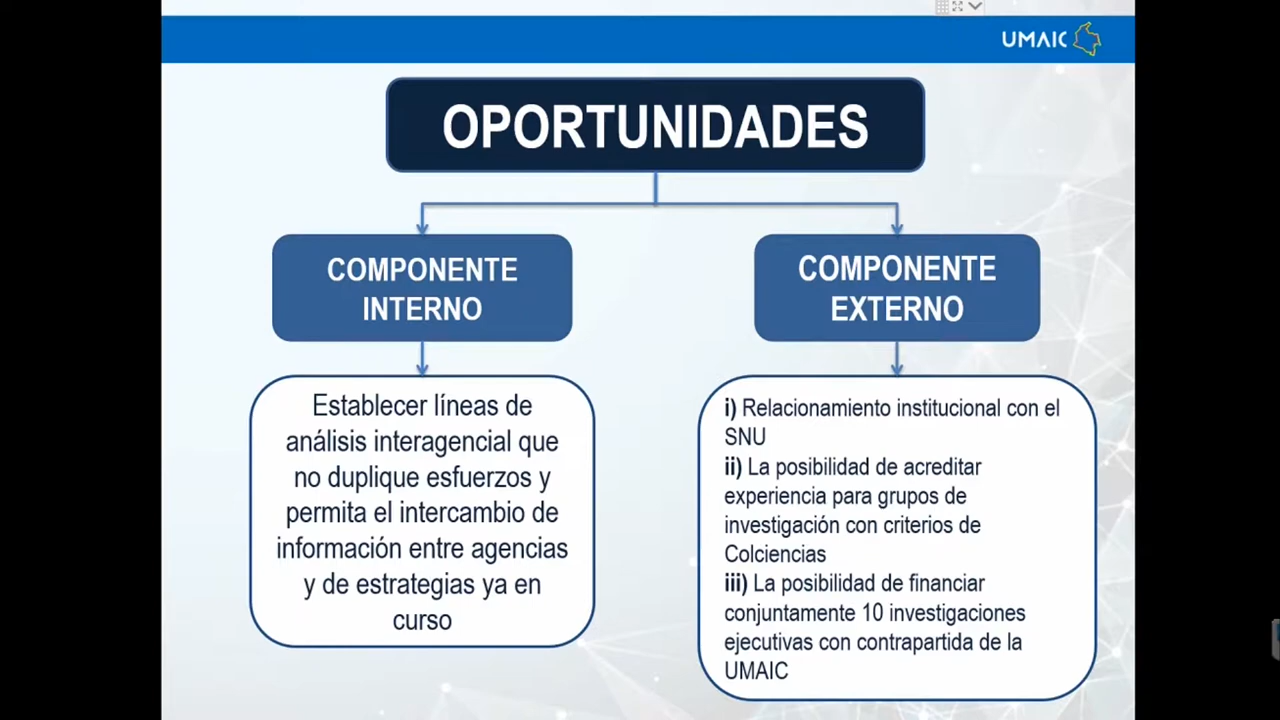 UMAIC
OPORTUNIDADES
COMPONENTE
INTERNO
Establecer líneas de
análisis interagencial que
no duplique esfuerzos y
permita el intercambio de
información entre agencias
y de estrategias ya en
curso
COMPONENTE
EXTERNO
i) Relacionamiento institucional con el
SNU
ii) La posibilidad de acreditar
experiencia para grupos de
investigación con criterios de
Colciencias
iii) La posibilidad de financiar
conjuntamente 10 investigaciones
ejecutivas con contrapartida de la
UMAIC